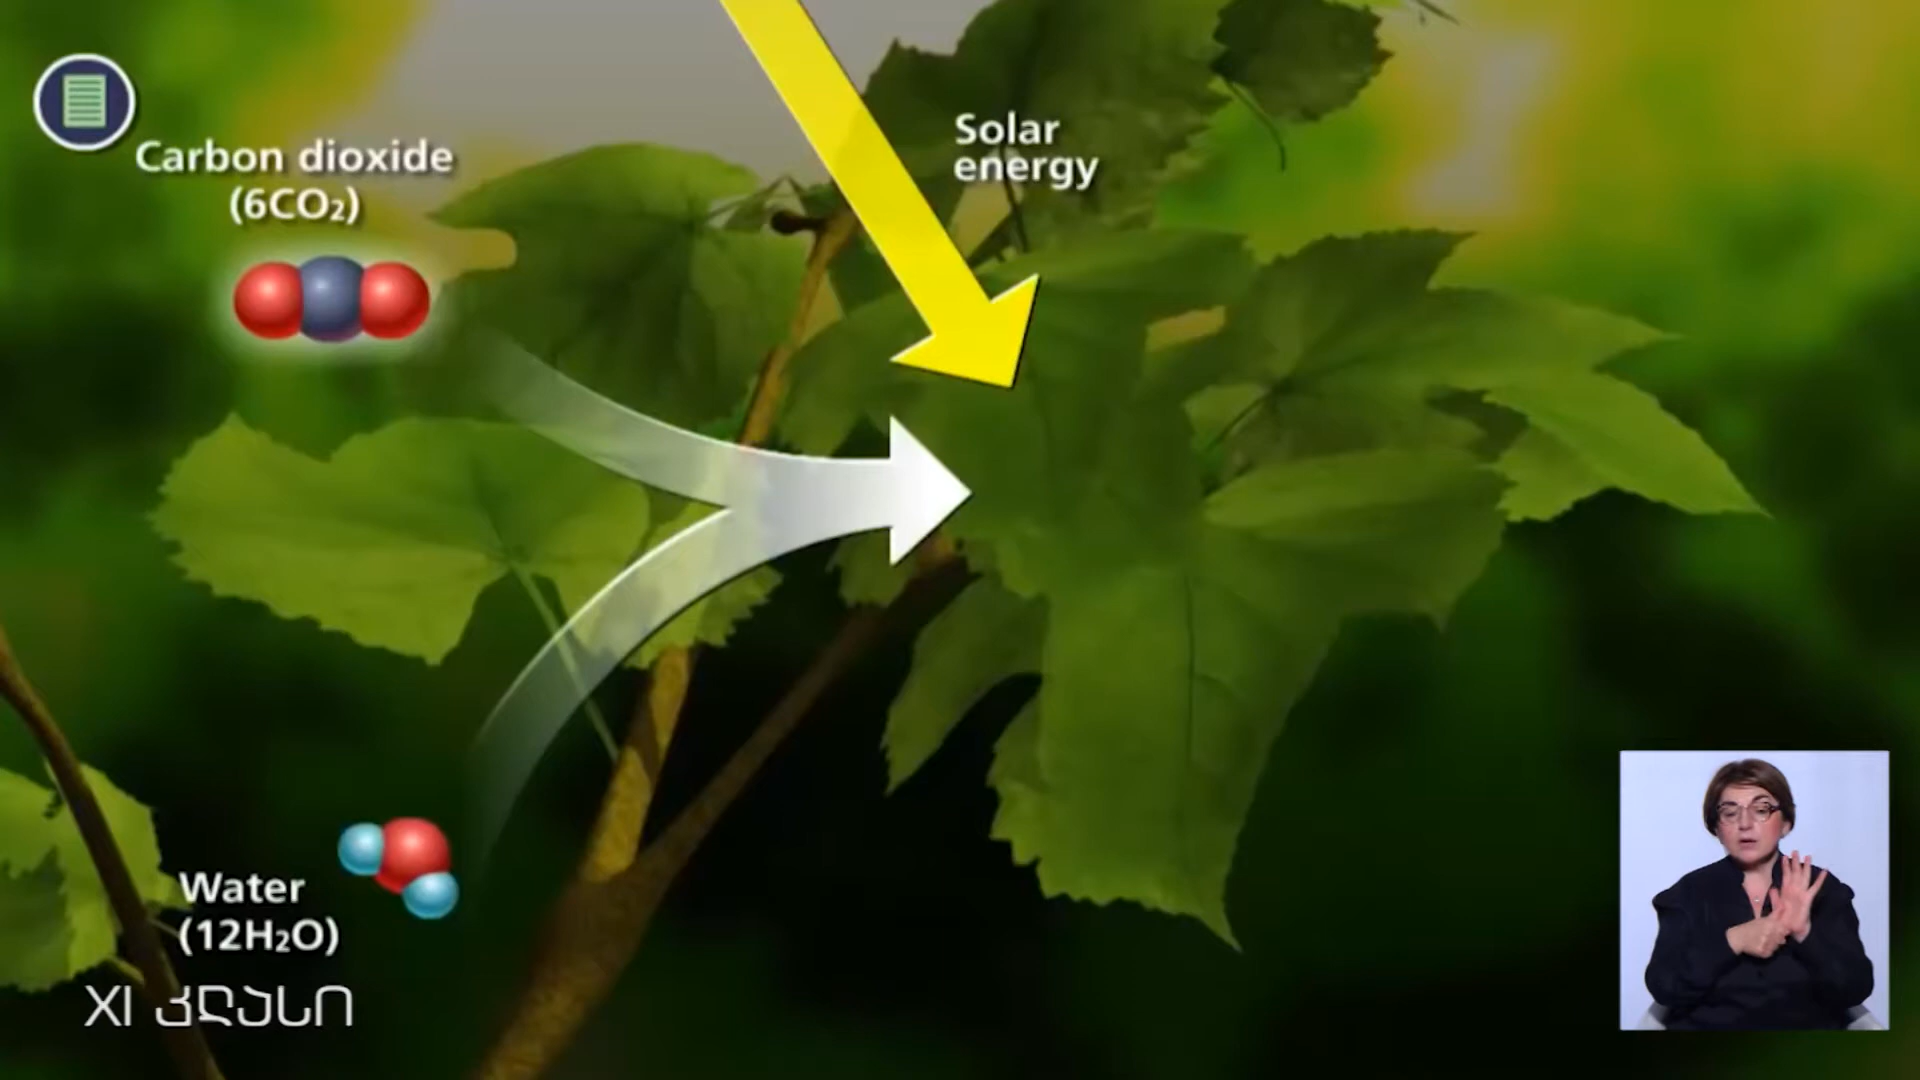 Carbon dioxide
(6CO₂)
Solar
energy
Water
(12H₂O)
XI კლასი